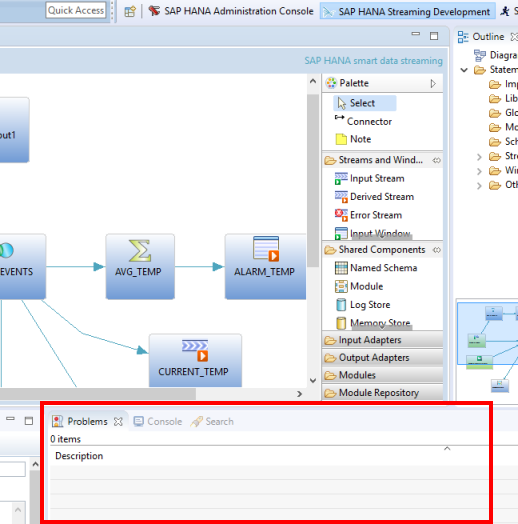 Quick Access
SAP HANA Administration Console
SAP HANA Streaming Development
SAP HANA smart data streaming
Outline
Palette
Select
Connector
Note
Streams and Wind...
Input Stream
Derived Stream
Error Stream
Input Window
Shared Components
Named Schema
Module
Log Store
Memory Store
Input Adapters
Output Adapters
Modules
Module Repository
put1
EVENTS
AVG_TEMP
ALARM_TEMP
CURRENT_TEMP
Diagra
Statem
Imp
Lib
Glo
Mo
Sch
Stre
Win
Oth
Problems
Console
Search
0 items
Description